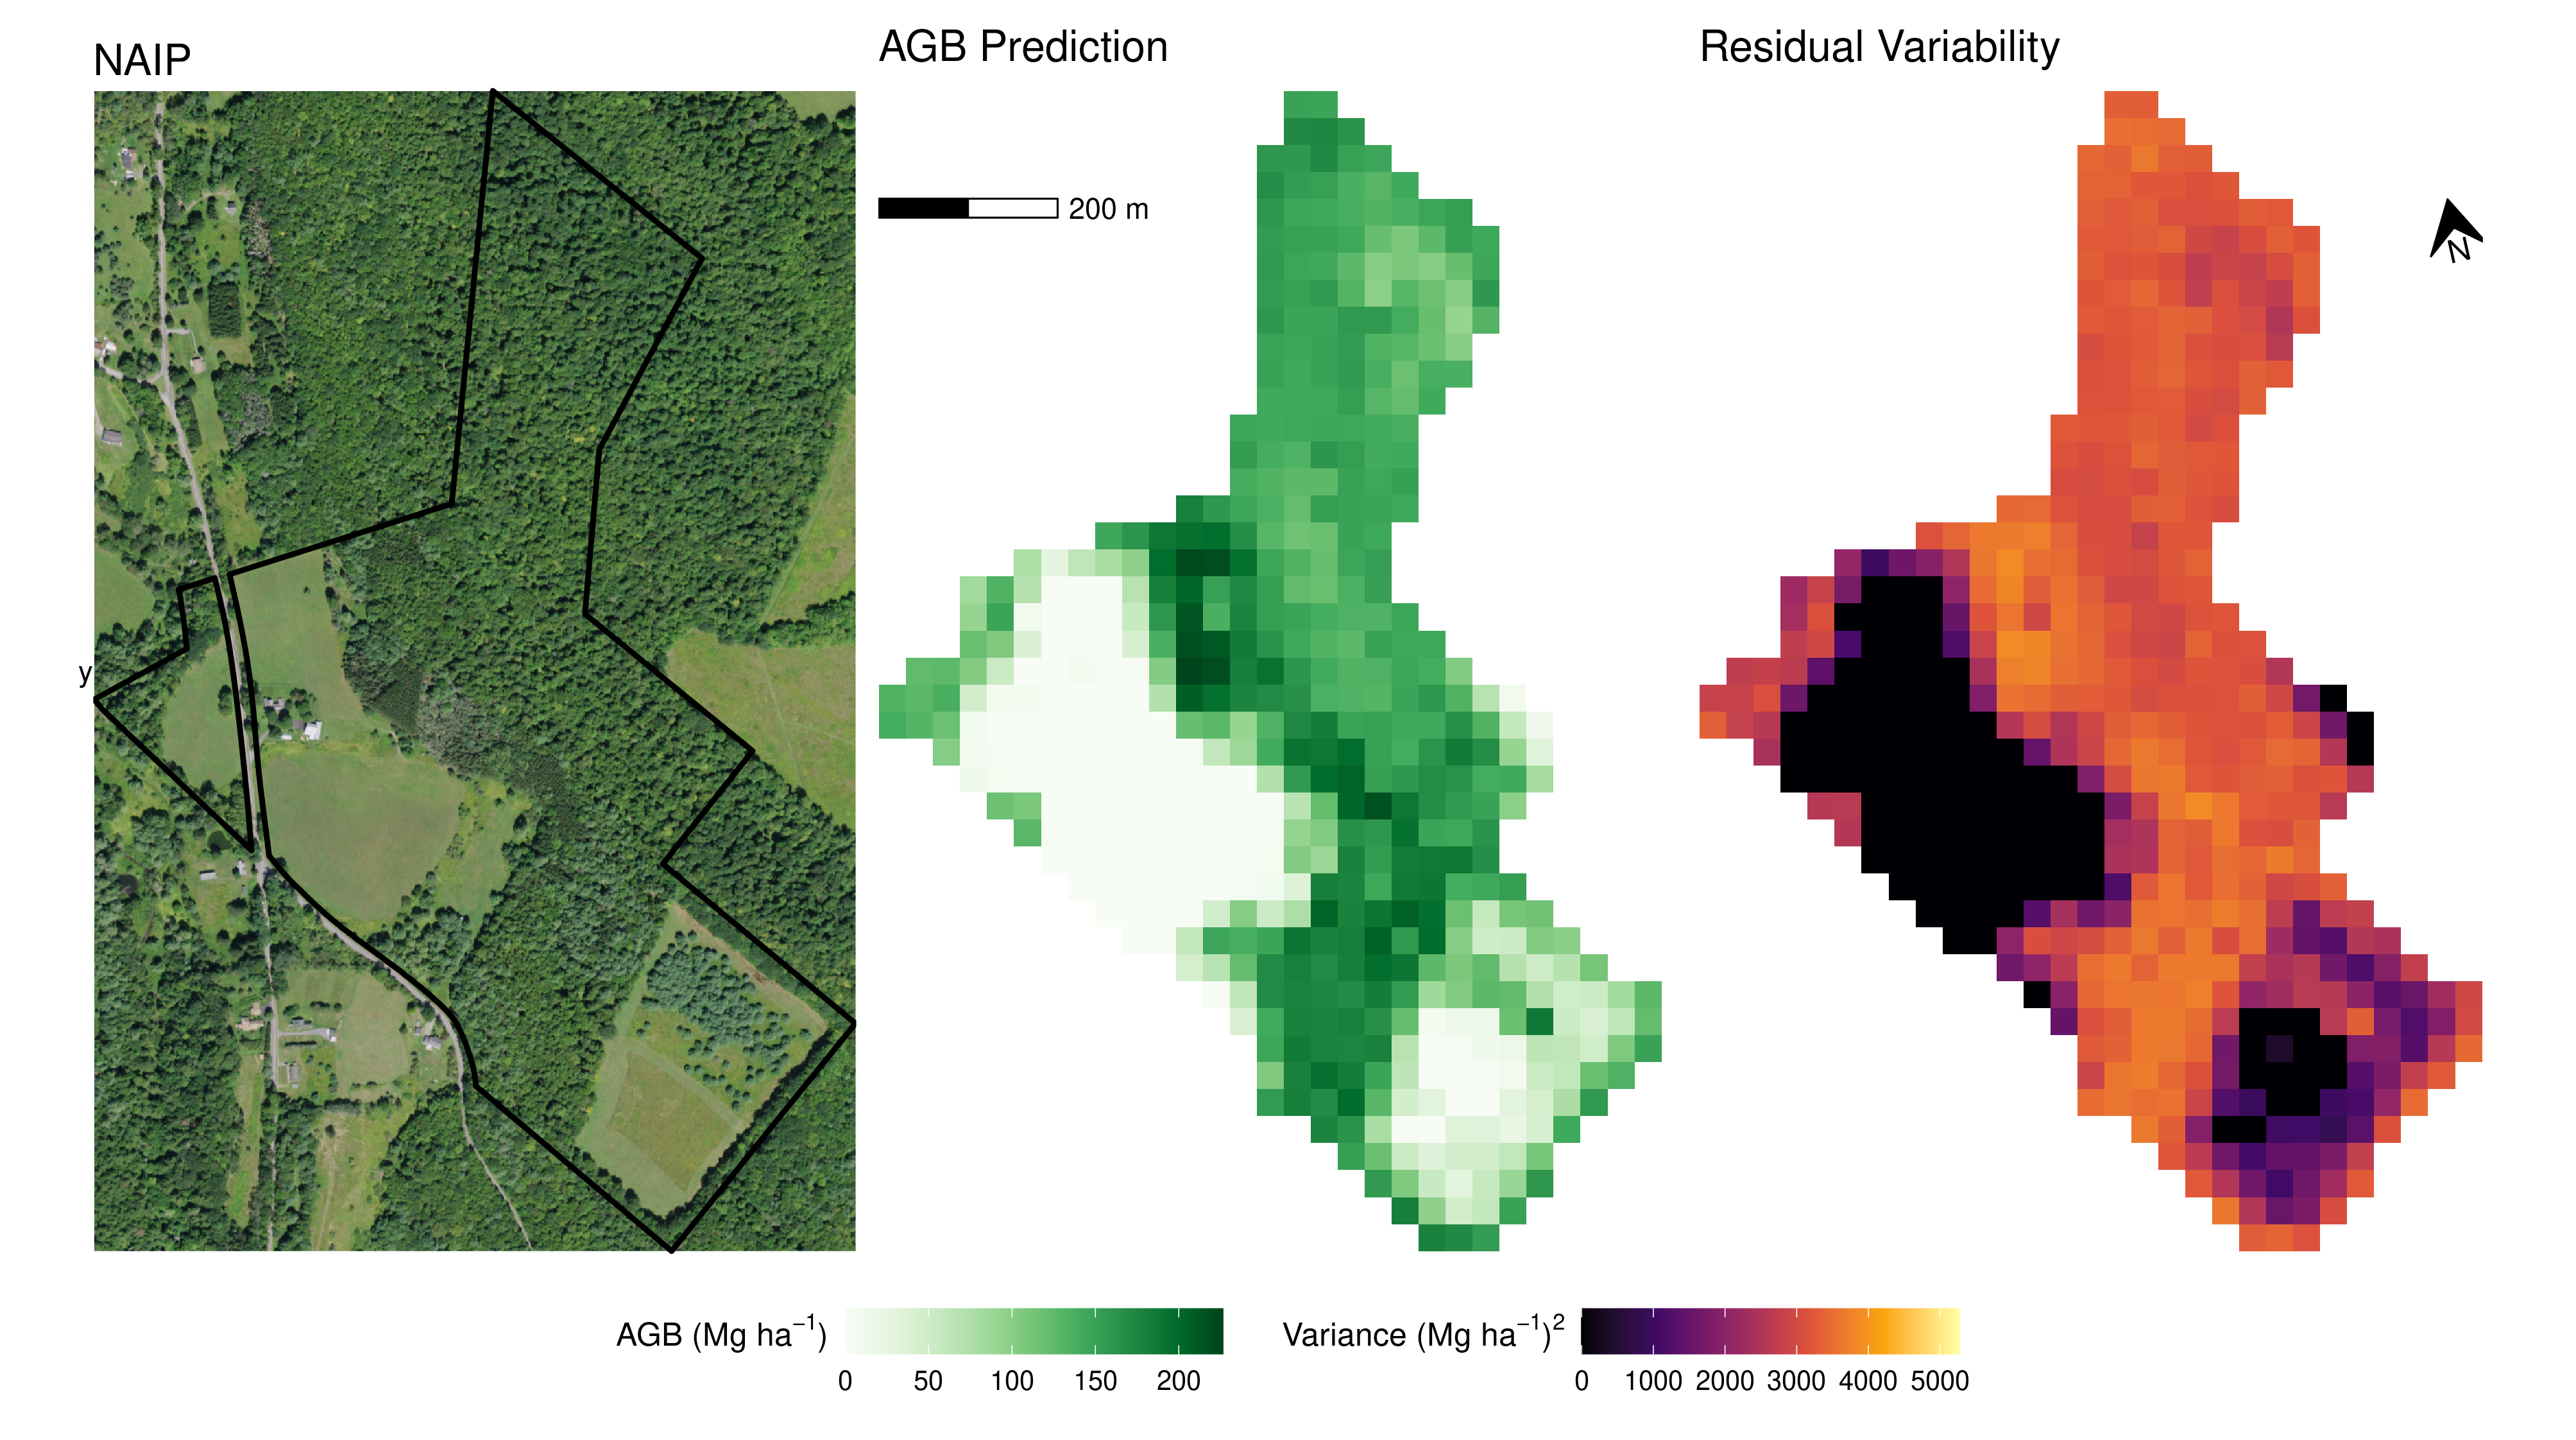 NAIP
AGB Prediction
Residual Variability
200 m
N
y
AGB (Mg ha⁻¹)
0 50 100 150 200
Variance (Mg ha⁻¹)²
0 1000 2000 3000 4000 5000